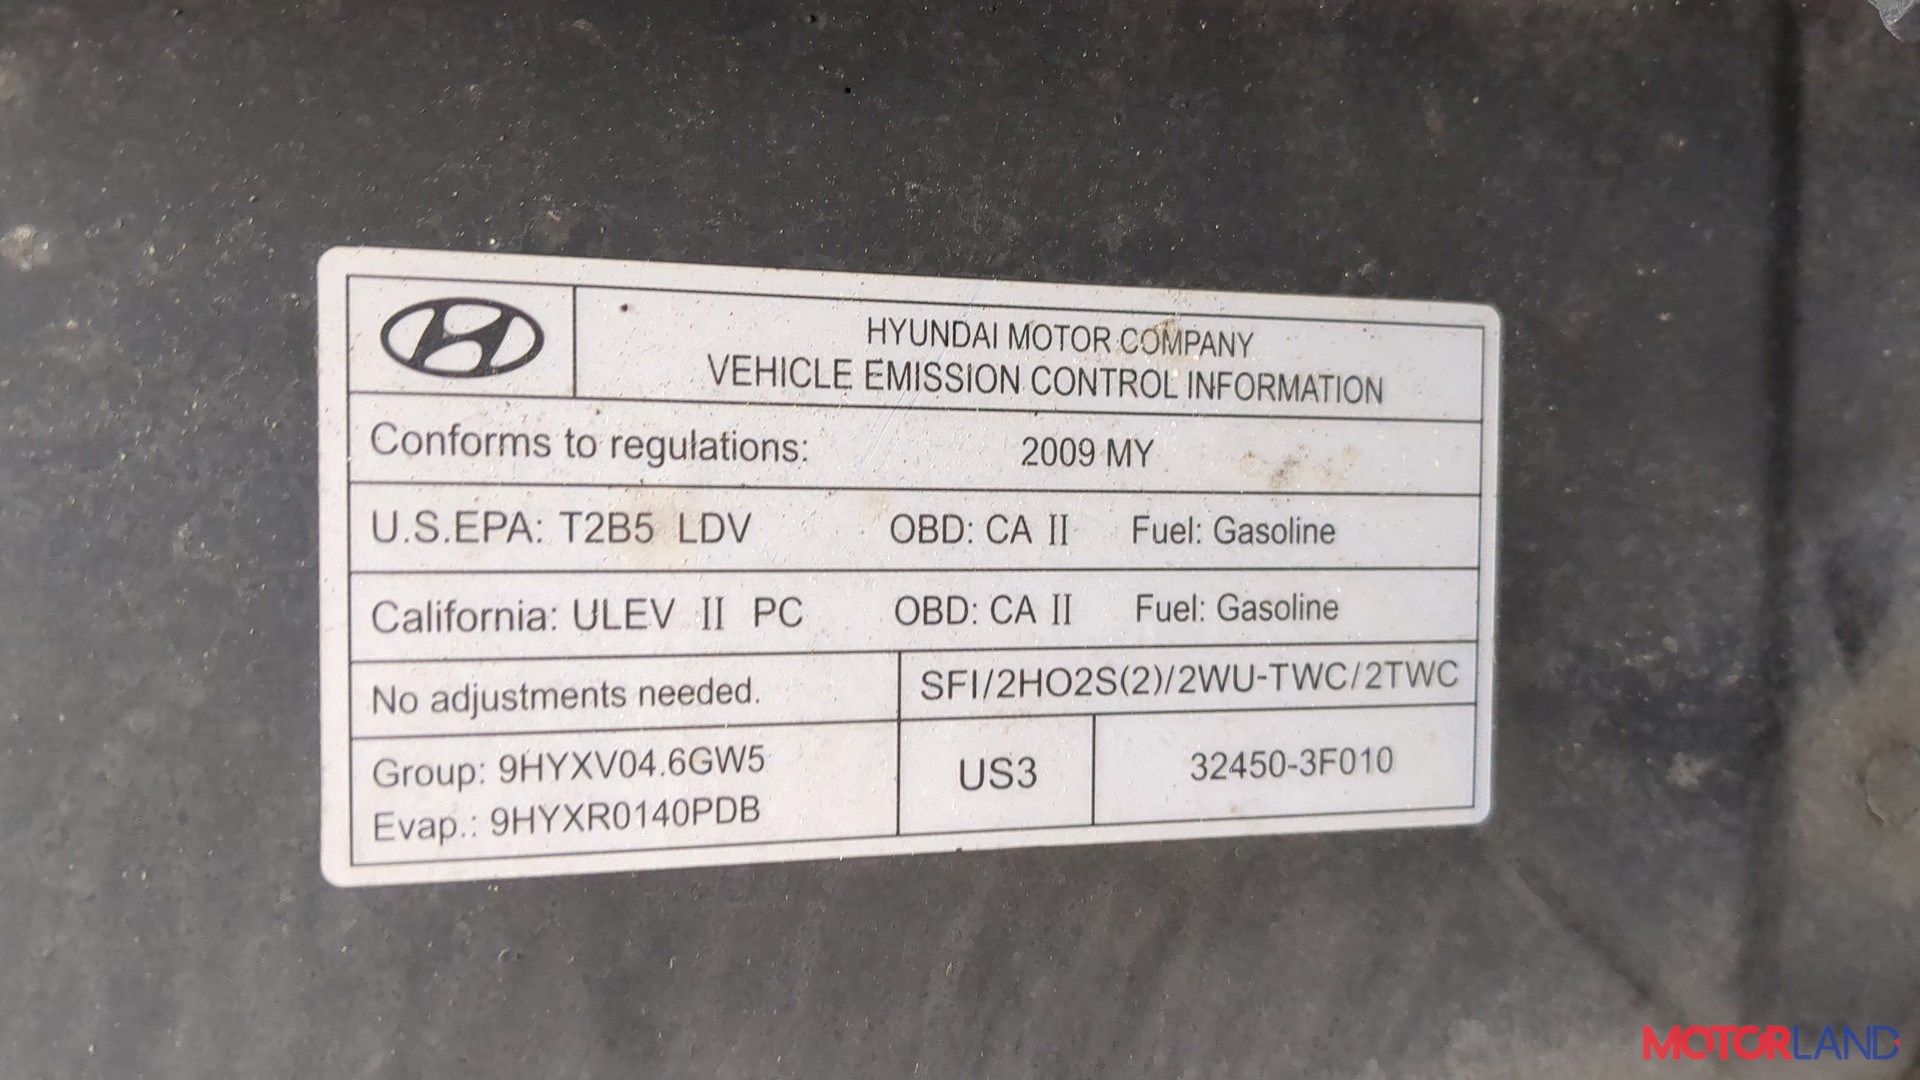 HYUNDAI MOTOR COMPANY
VEHICLE EMISSION CONTROL INFORMATION
Conforms to regulations: 2009 MY
U.S.EPA: T2B5 LDV OBD: CA II Fuel: Gasoline
California: ULEV II PC OBD: CA II Fuel: Gasoline
No adjustments needed. SFI/2HO2S(2)/2WU-TWC/2TWC
Group: 9HYXV04.6GW5
Evap.: 9HYXR0140PDB
US3
32450-3F010
MOTORLAND